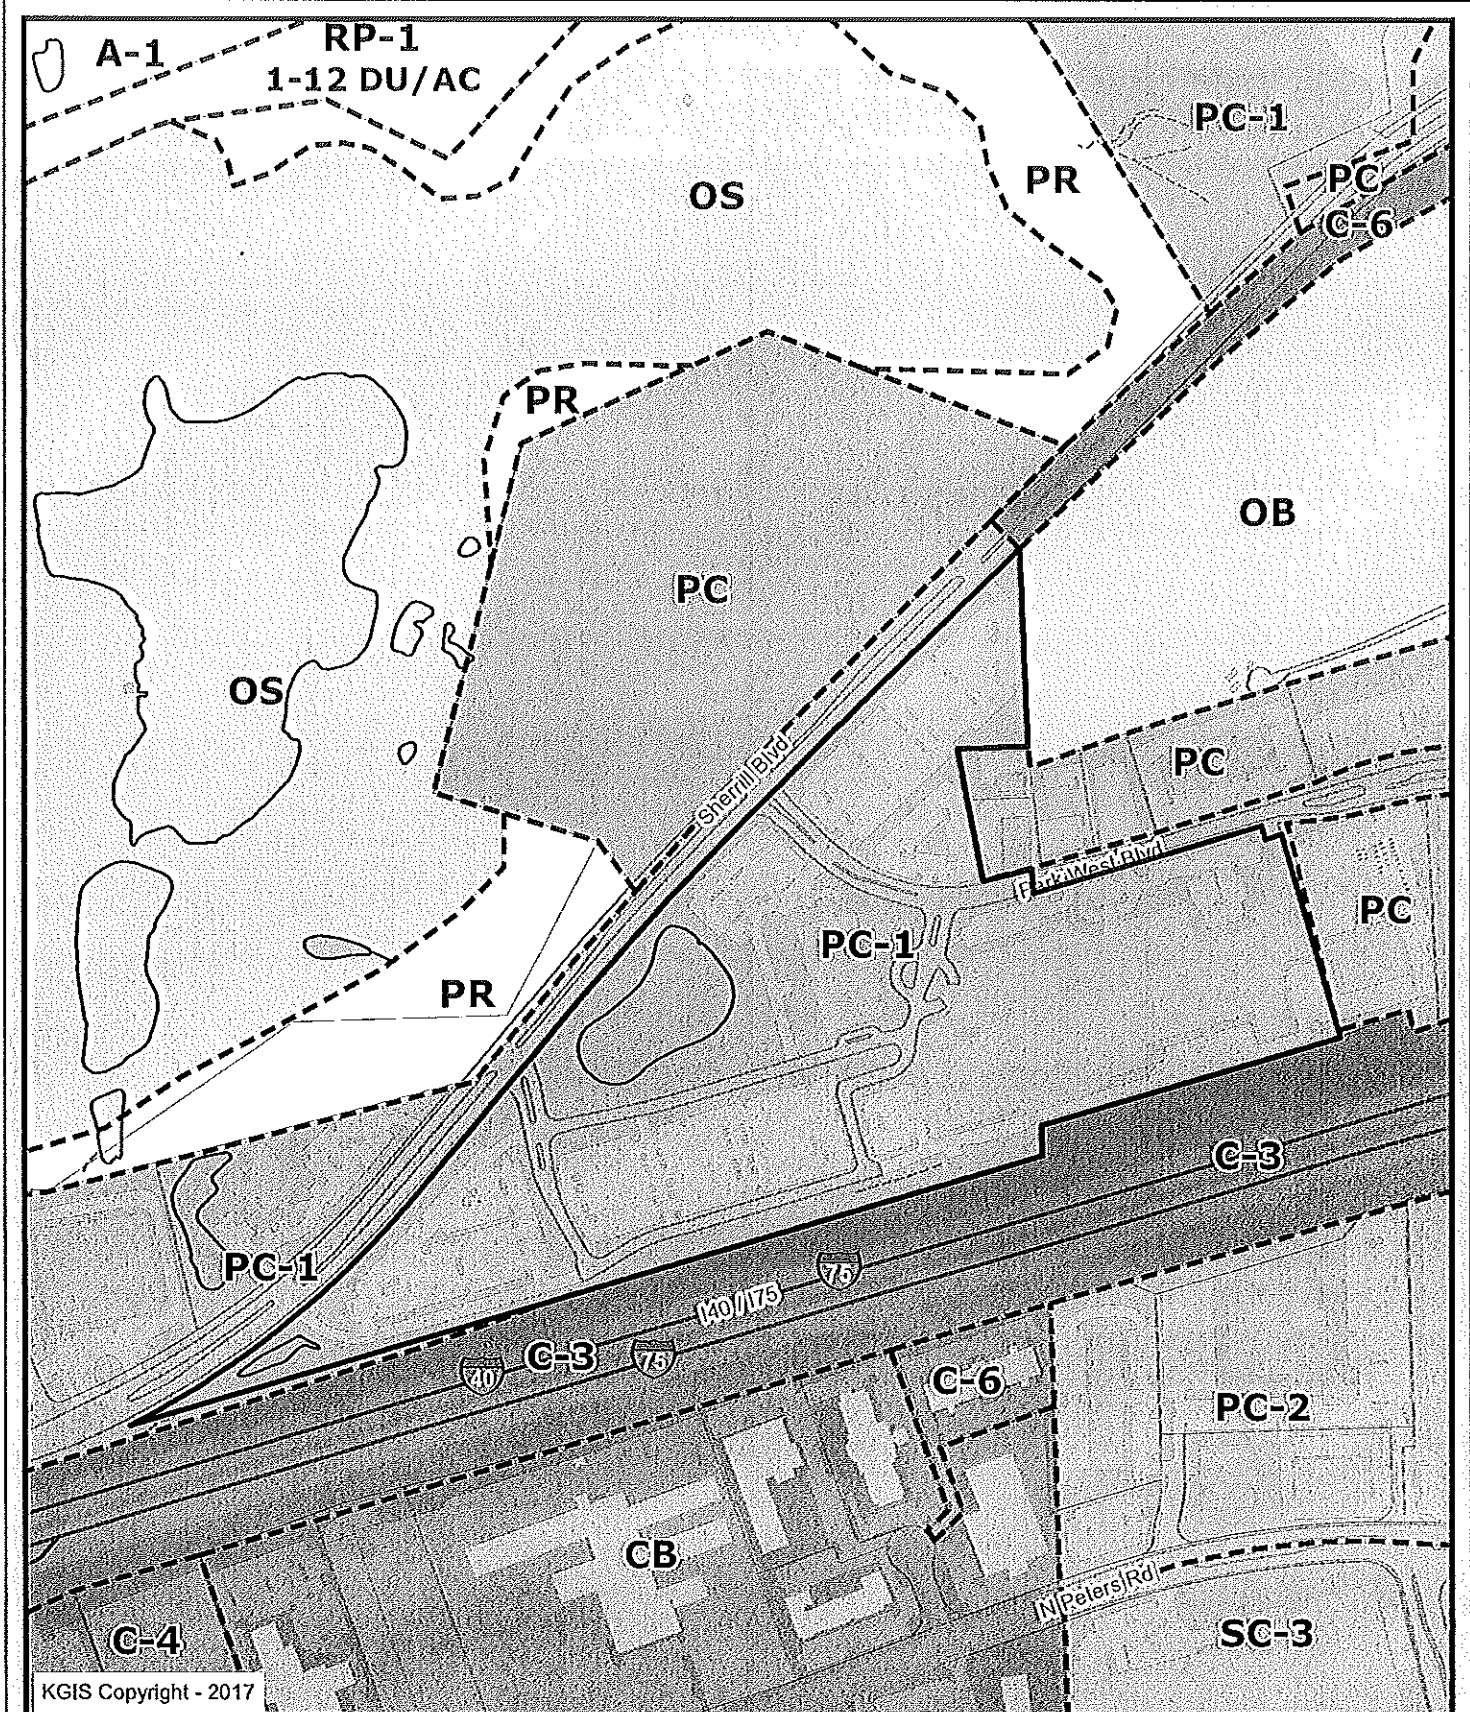 A-1
RP-1
1-12 DU/AC
PC-1
PR
PC
OS
C-6
PR
OB
PC
OS
PC
Sherrill Blvd
Park West Blvd
PC
PC-1
PR
C-3
PC-1
75
I40 / I75
C-3
75
40
C-6
PC-2
CB
N Peters Rd
C-4
SC-3
KGIS Copyright - 2017